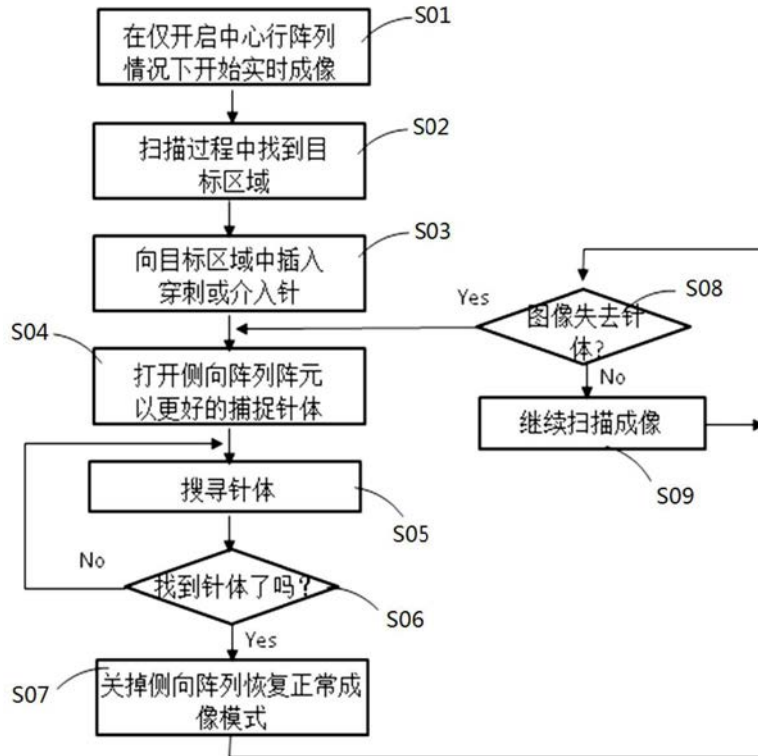 S01
在仅开启中心行阵列
情况下开始实时成像
S02
扫描过程中找到目
标区域
S03
向目标区域中插入
穿刺或介入针
S04
打开侧向阵列阵元
以更好的捕捉针体
搜寻针体
S05
No
找到针体了吗?
S06
Yes
S07
关掉侧向阵列恢复正常成
像模式
Yes
S08
图像失去针
体?
No
继续扫描成像
S09